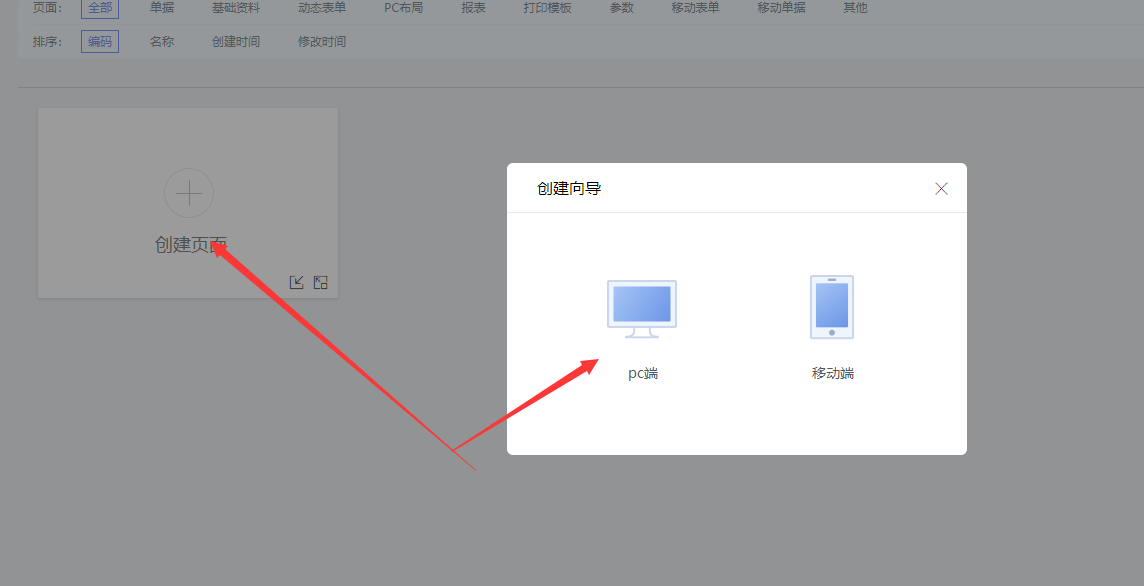 页面: 全部 单据 基础资料 动态表单 PC布局 报表 打印模板 参数 移动表单 移动单据 其他
排序: 编码 名称 创建时间 修改时间
创建向导
创建页面
pc端 移动端